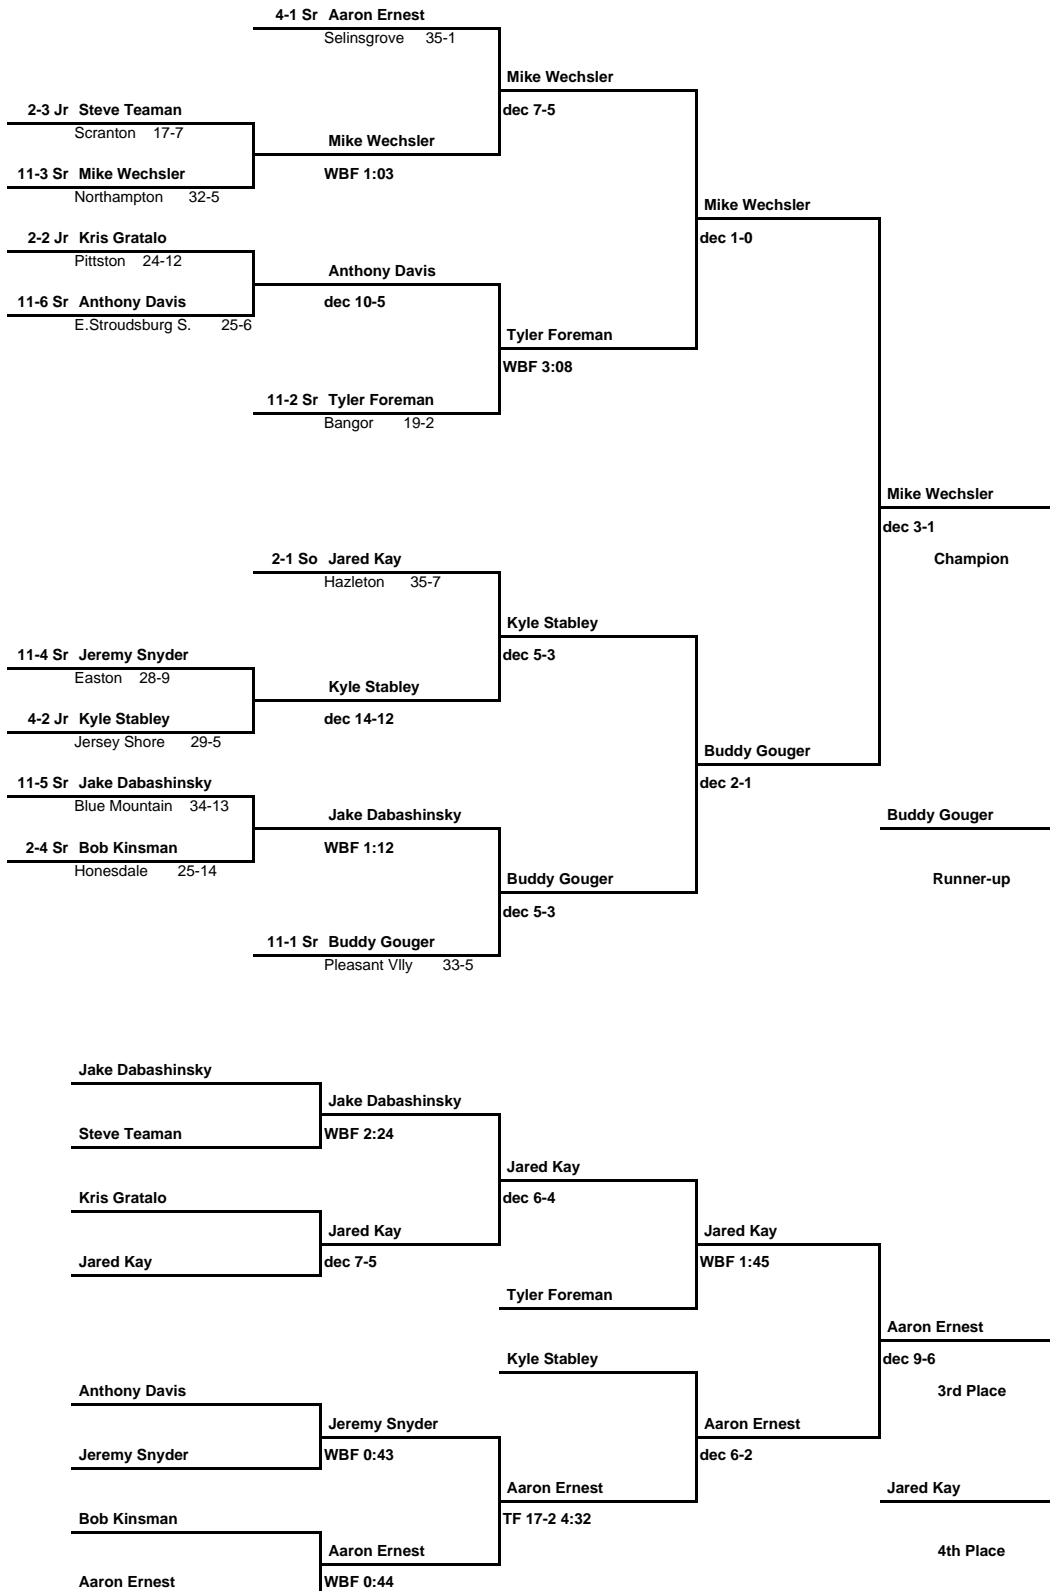 4-1 Sr Aaron Ernest
Selinsgrove 35-1
Mike Wechsler
2-3 Jr Steve Teaman
dec 7-5
Scranton 17-7
Mike Wechsler
11-3 Sr Mike Wechsler
WBF 1:03
Northampton 32-5
Mike Wechsler
2-2 Jr Kris Gratalo
dec 1-0
Pittston 24-12
Anthony Davis
11-6 Sr Anthony Davis
dec 10-5
E.Stroudsburg S. 25-6
Tyler Foreman
WBF 3:08
11-2 Sr Tyler Foreman
Bangor 19-2
Mike Wechsler
dec 3-1
Champion
2-1 So Jared Kay
Hazleton 35-7
Kyle Stabley
11-4 Sr Jeremy Snyder
dec 5-3
Easton 28-9
Kyle Stabley
4-2 Jr Kyle Stabley
dec 14-12
Jersey Shore 29-5
Buddy Gouger
11-5 Sr Jake Dabashinsky
dec 2-1
Blue Mountain 34-13
Jake Dabashinsky
Buddy Gouger
2-4 Sr Bob Kinsman
WBF 1:12
Honesdale 25-14
Buddy Gouger
Runner-up
dec 5-3
11-1 Sr Buddy Gouger
Pleasant Vlly 33-5
Jake Dabashinsky
Jake Dabashinsky
Steve Teaman
WBF 2:24
Jared Kay
Kris Gratalo
dec 6-4
Jared Kay
Jared Kay
Jared Kay
dec 7-5
WBF 1:45
Tyler Foreman
Aaron Ernest
Kyle Stabley
dec 9-6
Anthony Davis
3rd Place
Jeremy Snyder
Aaron Ernest
Jeremy Snyder
WBF 0:43
dec 6-2
Aaron Ernest
Jared Kay
Bob Kinsman
TF 17-2 4:32
Aaron Ernest
4th Place
Aaron Ernest
WBF 0:44